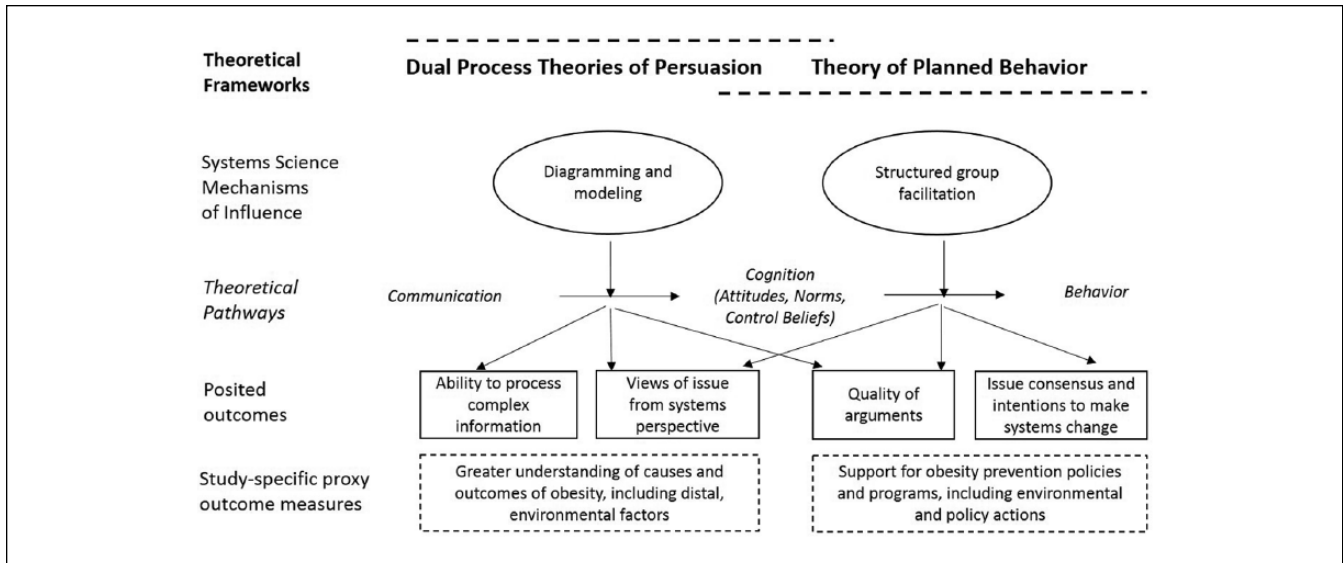 Theoretical
Frameworks
Dual Process Theories of Persuasion
Theory of Planned Behavior
Systems Science
Mechanisms
of Influence
Diagramming and
modeling
Structured group
facilitation
Theoretical
Pathways
Communication
Cognition
(Attitudes, Norms,
Control Beliefs)
Behavior
Posited
outcomes
Ability to process
complex
information
Views of issue
from systems
perspective
Quality of
arguments
Issue consensus and
intentions to make
systems change
Study-specific proxy
outcome measures
Greater understanding of causes and
outcomes of obesity, including distal,
environmental factors
Support for obesity prevention policies
and programs, including environmental
and policy actions